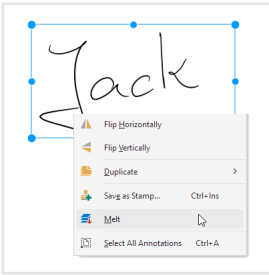 Jack
Flip Horizontally
Flip Vertically
Duplicate
Save as Stamp... Ctrl+Ins
Melt
Select All Annotations Ctrl+A